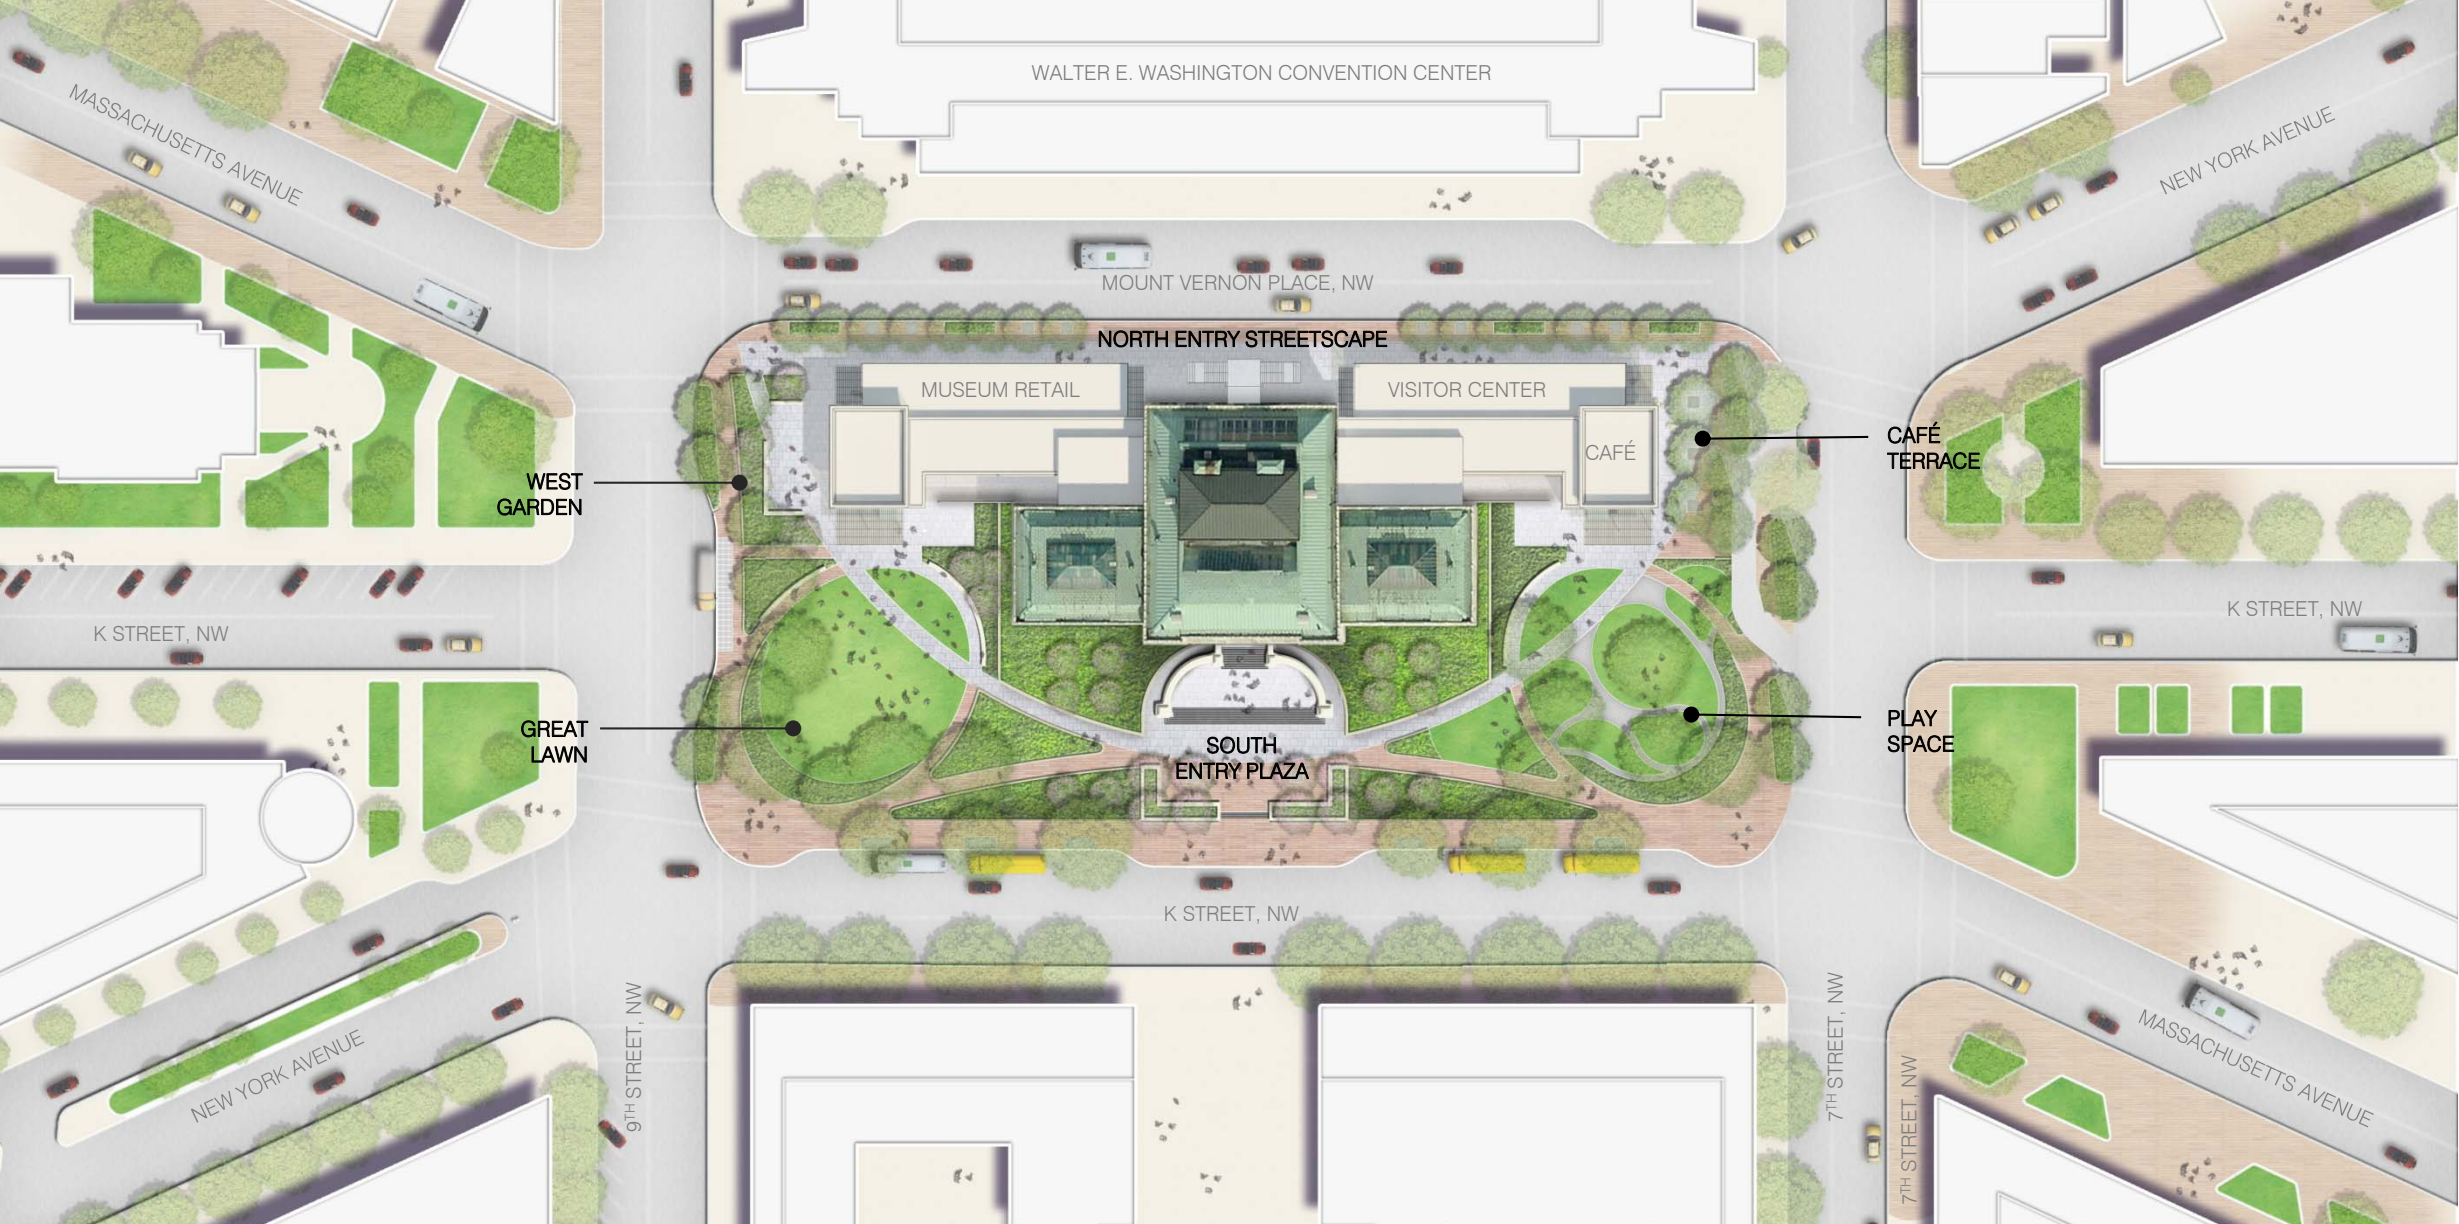 WALTER E. WASHINGTON CONVENTION CENTER
MASSACHUSETTS AVENUE
NEW YORK AVENUE
MOUNT VERNON PLACE, NW
NORTH ENTRY STREETSCAPE
MUSEUM RETAIL
VISITOR CENTER
CAFÉ
CAFÉ
TERRACE
WEST
GARDEN
K STREET, NW
K STREET, NW
GREAT
LAWN
SOUTH
ENTRY PLAZA
PLAY
SPACE
K STREET, NW
NEW YORK AVENUE
9TH STREET, NW
7TH STREET, NW
7TH STREET, NW
MASSACHUSETTS AVENUE